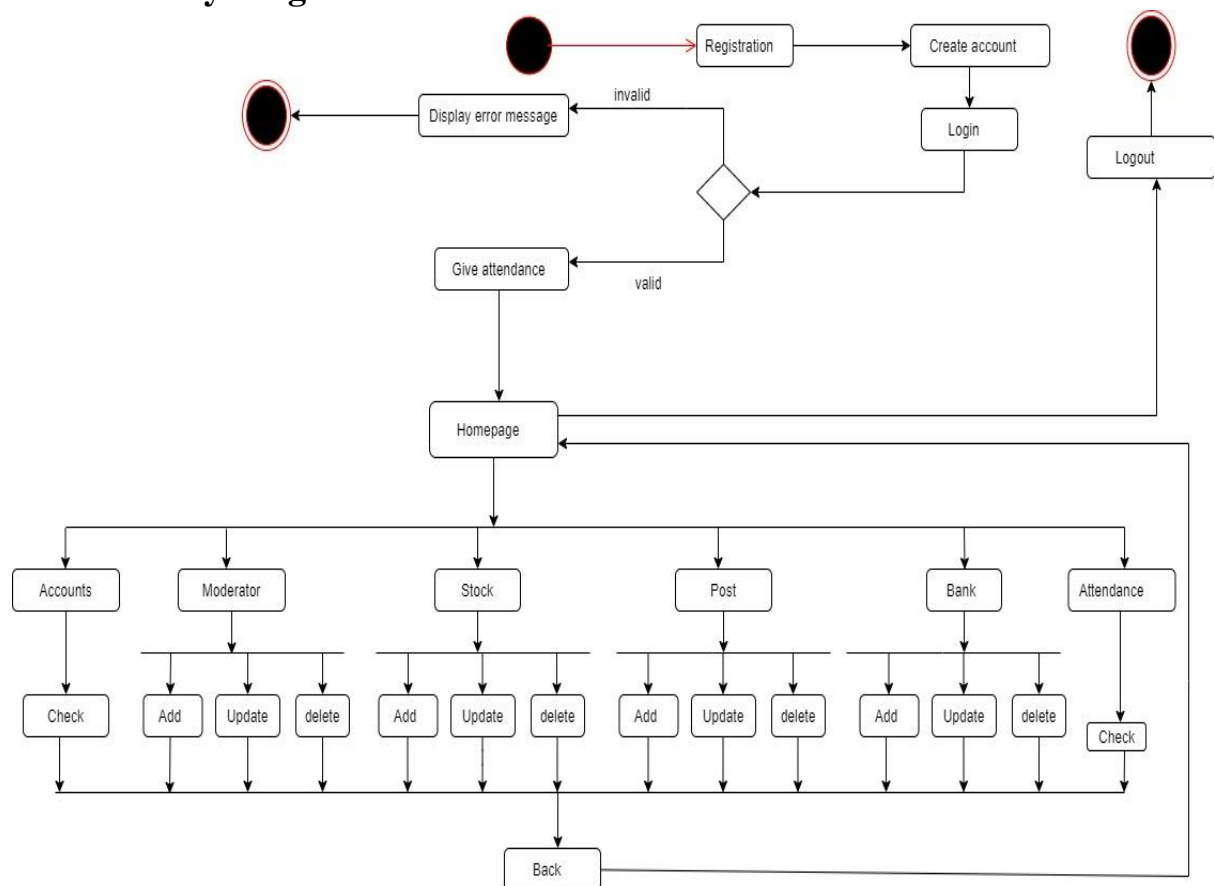 Registration
Create account
invalid
Display error message
Login
Logout
Give attendance
valid
Homepage
Accounts
Moderator
Stock
Post
Bank
Attendance
Check
Add
Update
delete
Add
Update
delete
Add
Update
delete
Add
Update
delete
Check
Back